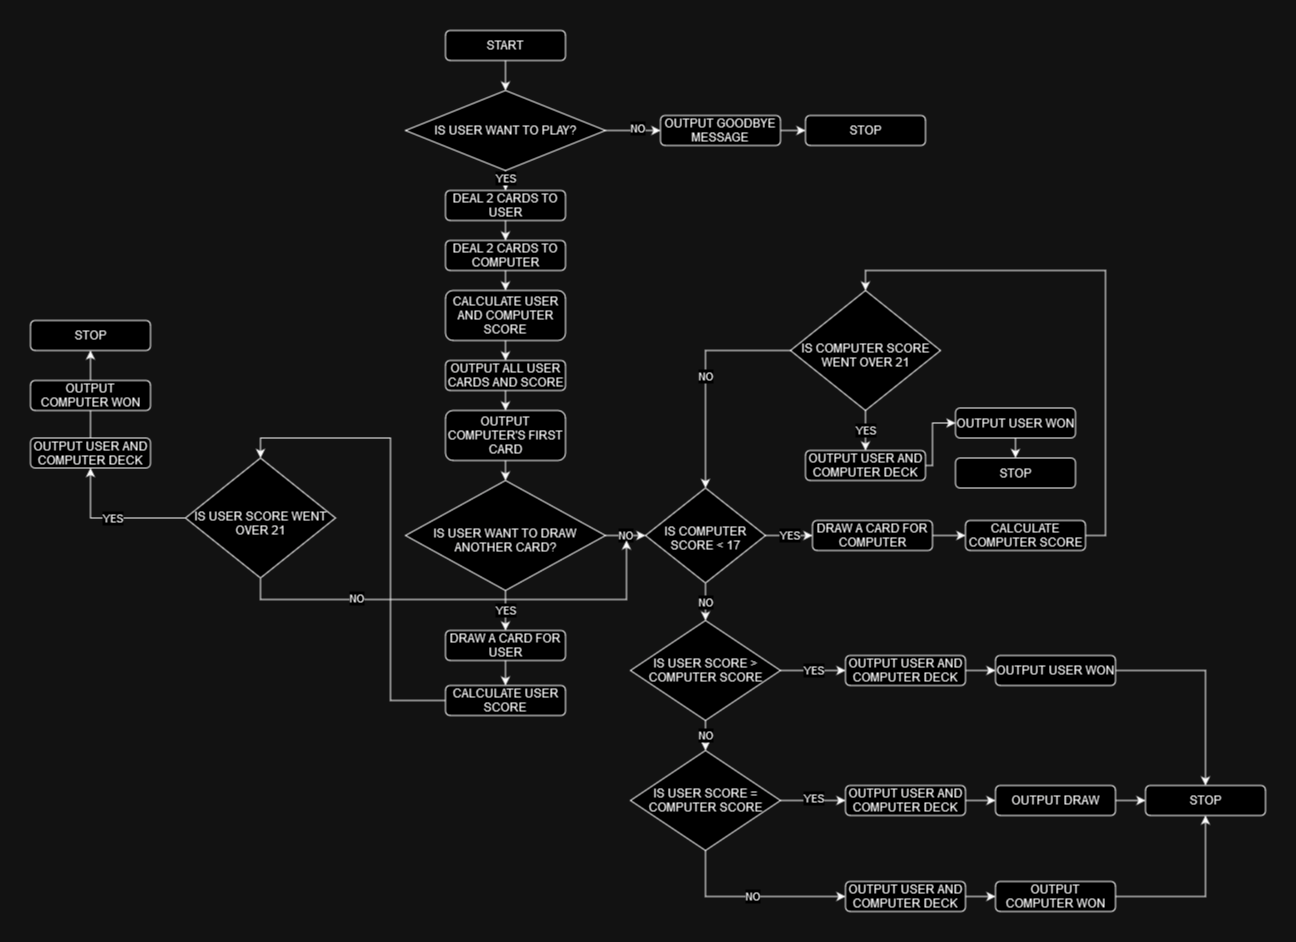 START
IS USER WANT TO PLAY?
NO
OUTPUT GOODBYE
MESSAGE
STOP
YES
DEAL 2 CARDS TO
USER
DEAL 2 CARDS TO
COMPUTER
CALCULATE USER
AND COMPUTER
SCORE
OUTPUT ALL USER
CARDS AND SCORE
OUTPUT
COMPUTER'S FIRST
CARD
IS USER WANT TO DRAW
ANOTHER CARD?
NO
YES
DRAW A CARD FOR
USER
CALCULATE USER
SCORE
IS USER SCORE WENT
OVER 21
YES
OUTPUT USER AND
COMPUTER DECK
OUTPUT
COMPUTER WON
STOP
NO
IS COMPUTER
SCORE < 17
YES
DRAW A CARD FOR
COMPUTER
CALCULATE
COMPUTER SCORE
IS COMPUTER SCORE
WENT OVER 21
NO
YES
OUTPUT USER AND
COMPUTER DECK
OUTPUT USER WON
STOP
NO
IS USER SCORE >
COMPUTER SCORE
YES
OUTPUT USER AND
COMPUTER DECK
OUTPUT USER WON
NO
IS USER SCORE =
COMPUTER SCORE
YES
OUTPUT USER AND
COMPUTER DECK
OUTPUT DRAW
STOP
NO
OUTPUT USER AND
COMPUTER DECK
OUTPUT
COMPUTER WON